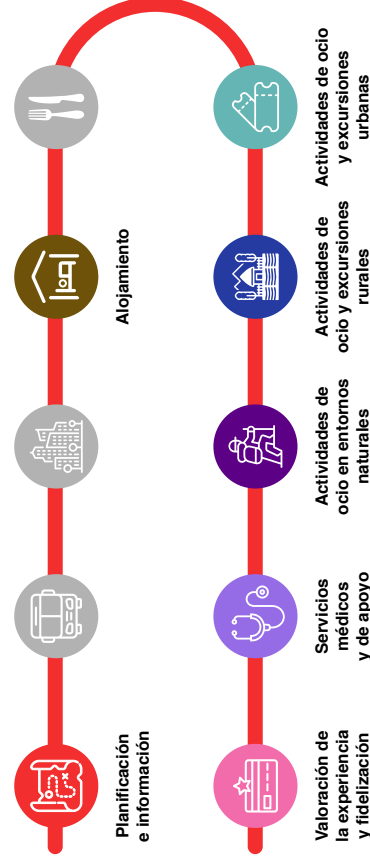 Planificación
e información
Alojamiento
Actividades de ocio
y excursiones
urbanas
Actividades de
ocio y excursiones
rurales
Actividades de
ocio en entornos
naturales
Servicios
médicos
y de apoyo
Valoración de
la experiencia
y fidelización